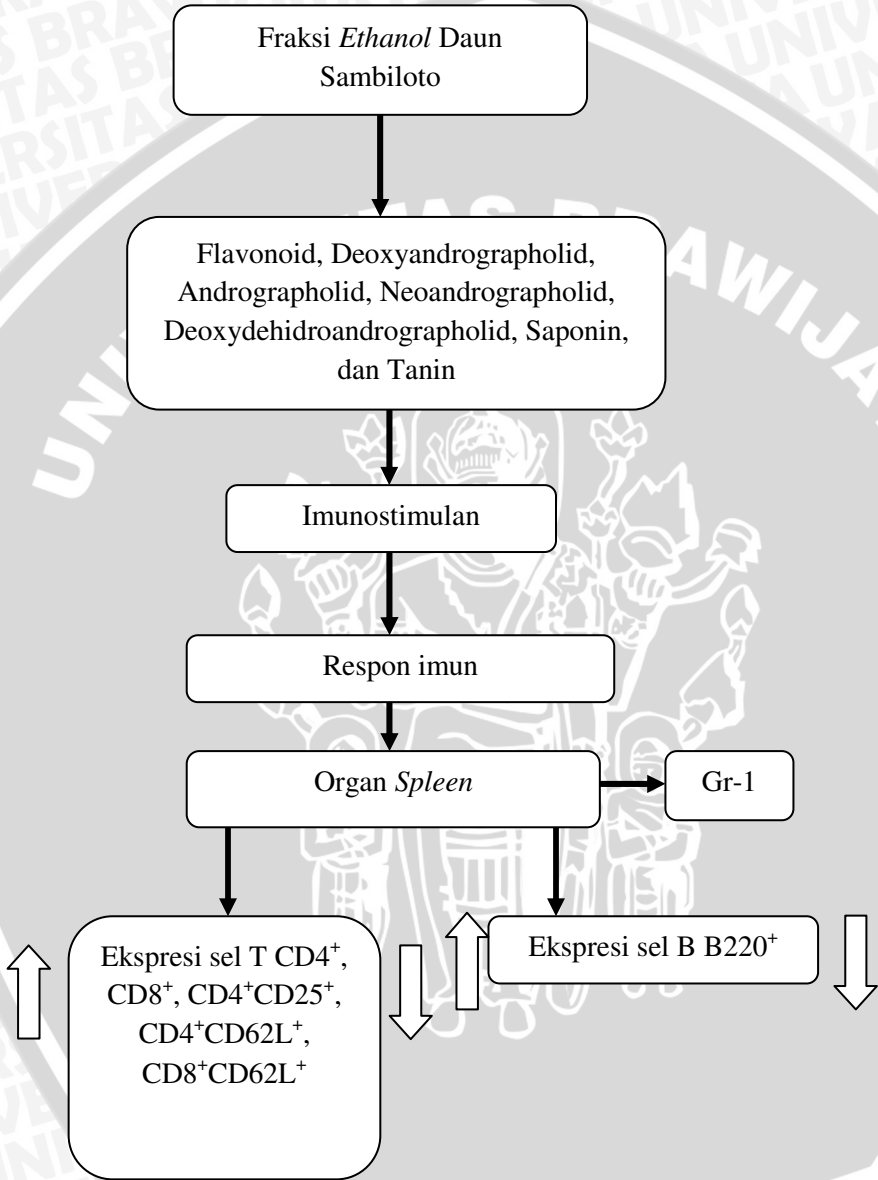 Fraksi Ethanol Daun
Sambiloto
Flavonoid, Deoxyandrographolid,
Andrographolid, Neoandrographolid,
Deoxydehidroandrographolid, Saponin,
dan Tanin
Imunostimulan
Respon imun
Organ Spleen
Gr-1
Ekspresi sel T CD4⁺,
CD8⁺, CD4⁺CD25⁺,
CD4⁺CD62L⁺,
CD8⁺CD62L⁺
Ekspresi sel B B220⁺